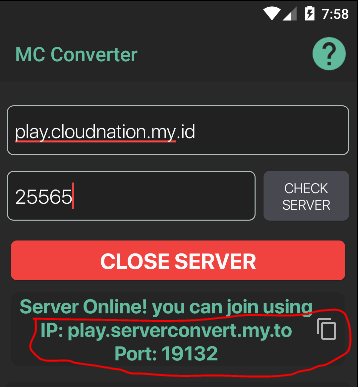 7:58
MC Converter
?
play.cloudnation.my.id
25565
CHECK
SERVER
CLOSE SERVER
Server Online! you can join using
IP: play.serverconvert.my.to
Port: 19132